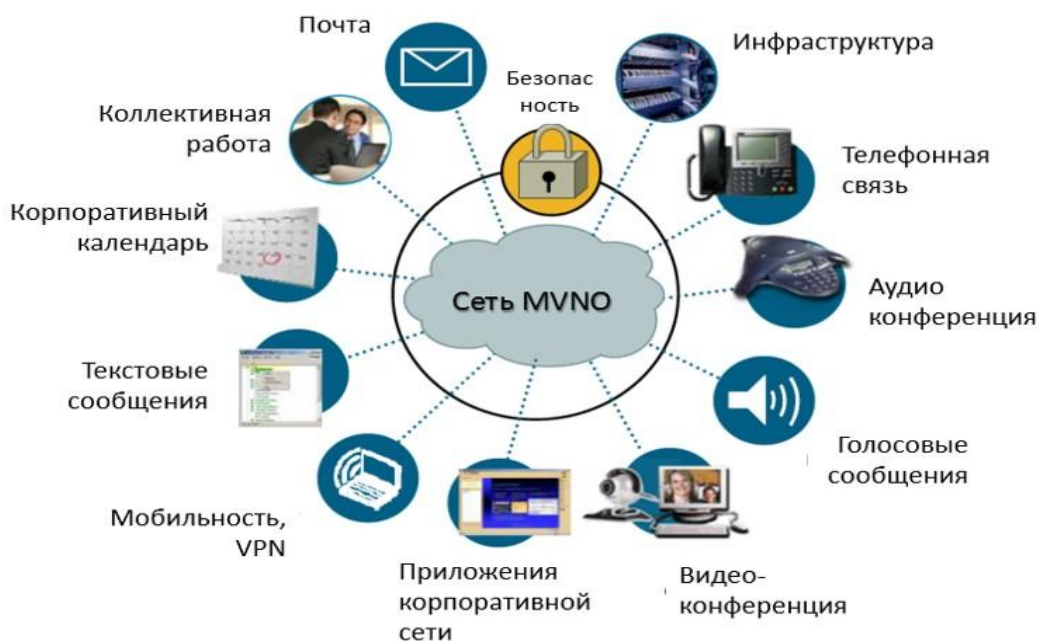 Почта
Инфраструктура
Безопас
ность
Коллективная
работа
Телефонная
связь
Корпоративный
календарь
Сеть MVNO
Аудио
конференция
Текстовые
сообщения
Голосовые
сообщения
Мобильность,
VPN
Приложения
корпоративной
сети
Видео-
конференция